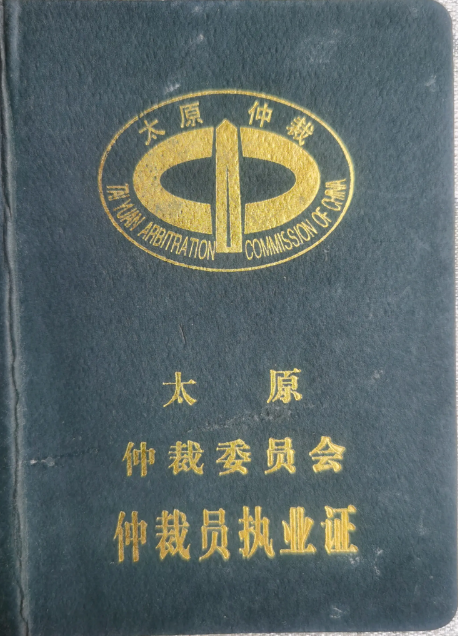 太原 仲裁
TAI YUAN ARBITRATION COMMISSION OF CHINA
太 原
仲裁委员会
仲裁员执业证